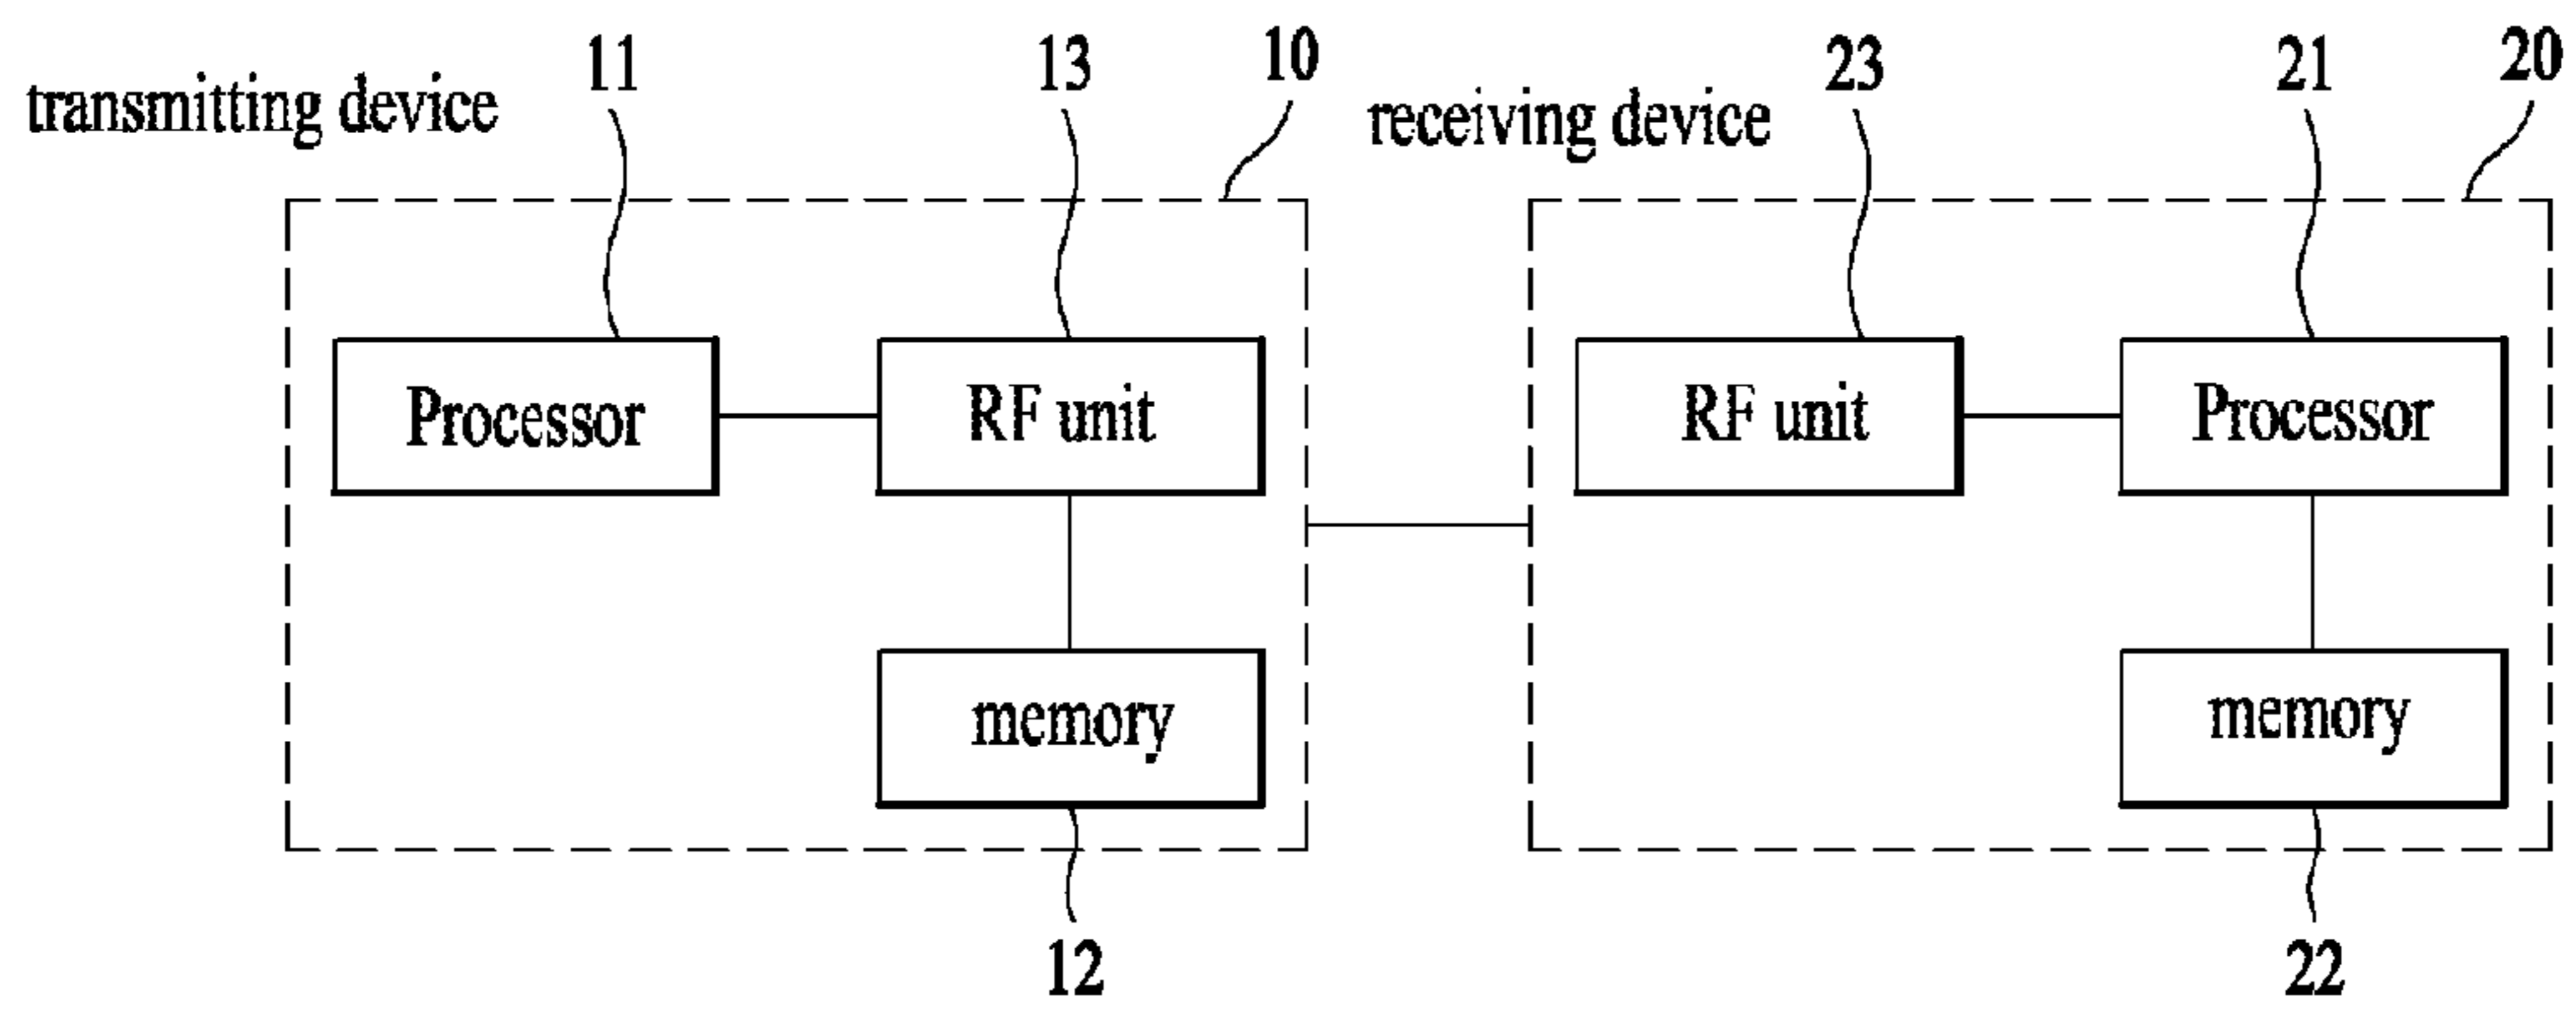 transmitting device
11
13
10
receiving device
23
21
20
Processor
RF unit
RF unit
Processor
memory
memory
12
22